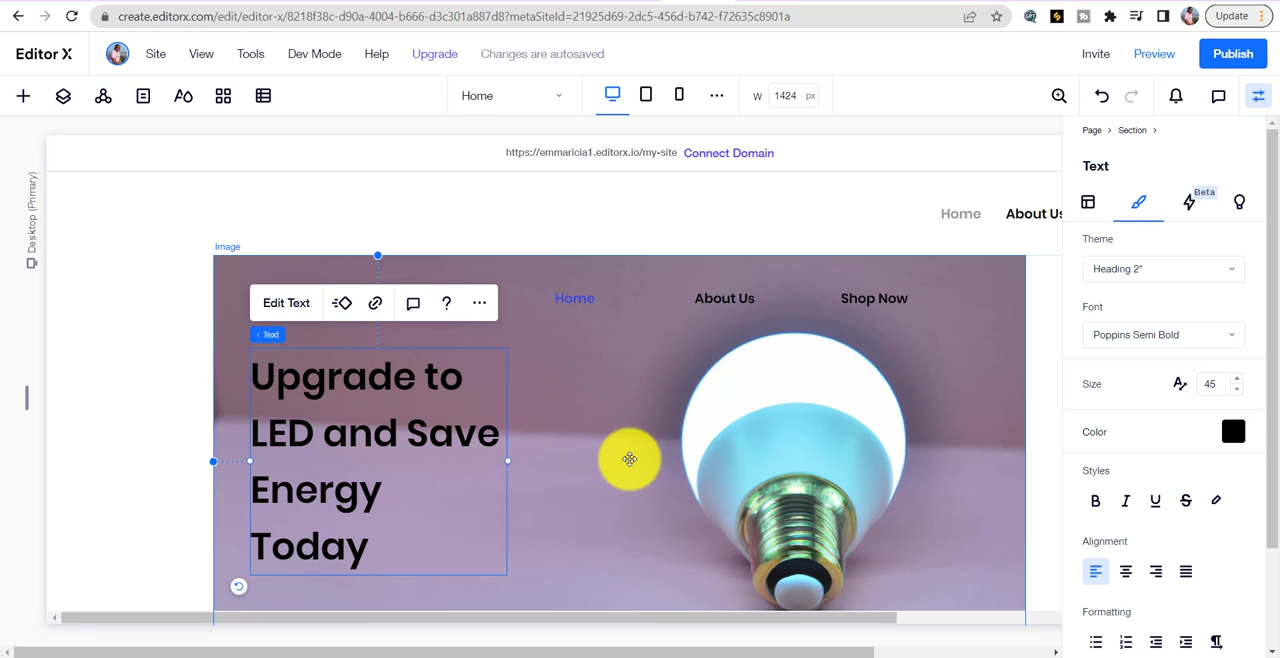 create.editorx.com/edit/editor-x/8218f38c-d90a-4004-b666-d3c301a887d8?metaSiteId=21925d69-2dc5-456d-b742-f72635c8901a
Update
Editor X
Site
View
Tools
Dev Mode
Help
Upgrade
Changes are autosaved
Invite
Preview
Publish
Home
W 1424 px
Desktop (Primary)
https://emmaricia1.editorx.io/my-site Connect Domain
Home
About Us
Image
Edit Text
Text
Home
About Us
Shop Now
Upgrade to
LED and Save
Energy
Today
Page > Section >
Text
Beta
Theme
Heading 2"
Font
Poppins Semi Bold
Size
45
Color
Styles
B I U S
Alignment
Formatting